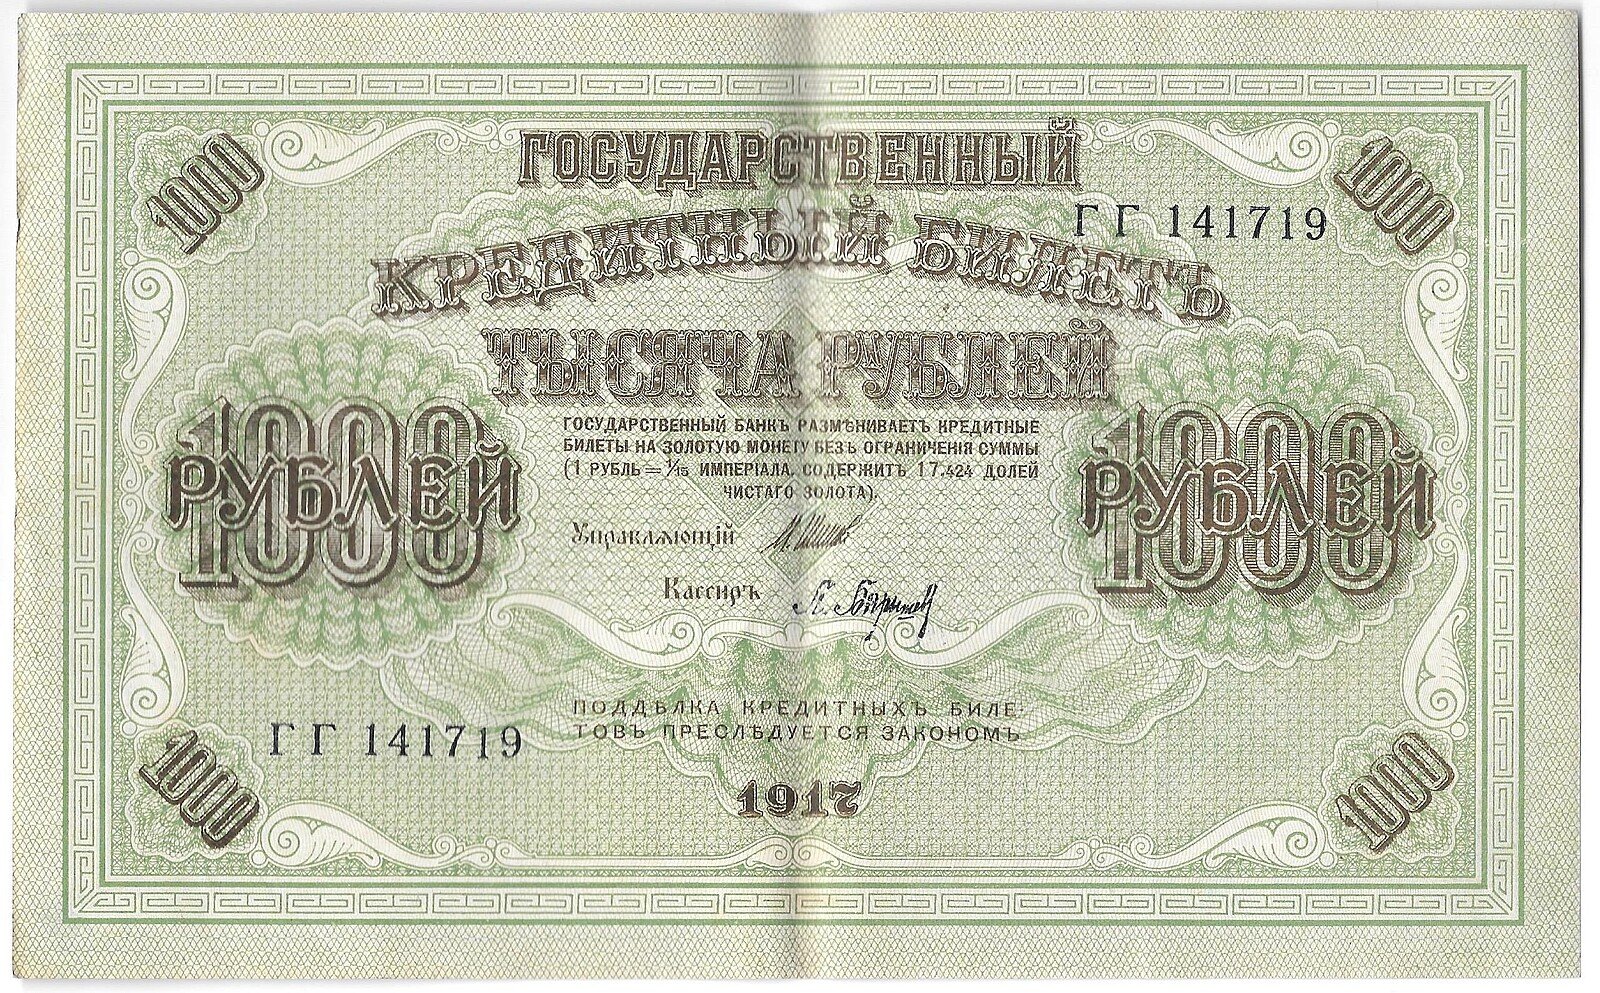 1000
1000
ГОСУДАРСТВЕННЫЙ
ГГ 141719
КРЕДИТНЫЙ БИЛЕТЪ
ТЫСЯЧА РУБЛЕЙ
1000
РУБЛЕЙ
1000
РУБЛЕЙ
ГОСУДАРСТВЕННЫЙ БАНКЪ РАЗМѢНИВАЕТЪ КРЕДИТНЫЕ
БИЛЕТЫ НА ЗОЛОТУЮ МОНЕТУ БЕЗЪ ОГРАНИЧЕНІЯ СУММЫ
(1 РУБЛЬ = 1/15 ИМПЕРІАЛА, СОДЕРЖИТЪ 17.424 ДОЛЕЙ
ЧИСТАГО ЗОЛОТА).
Управляющій И. Шипов
Кассиръ
ПОДДѢЛКА КРЕДИТНЫХЪ БИЛЕ-
ТОВЪ ПРЕСЛѢДУЕТСЯ ЗАКОНОМЪ
ГГ 141719
1000
1000
1917